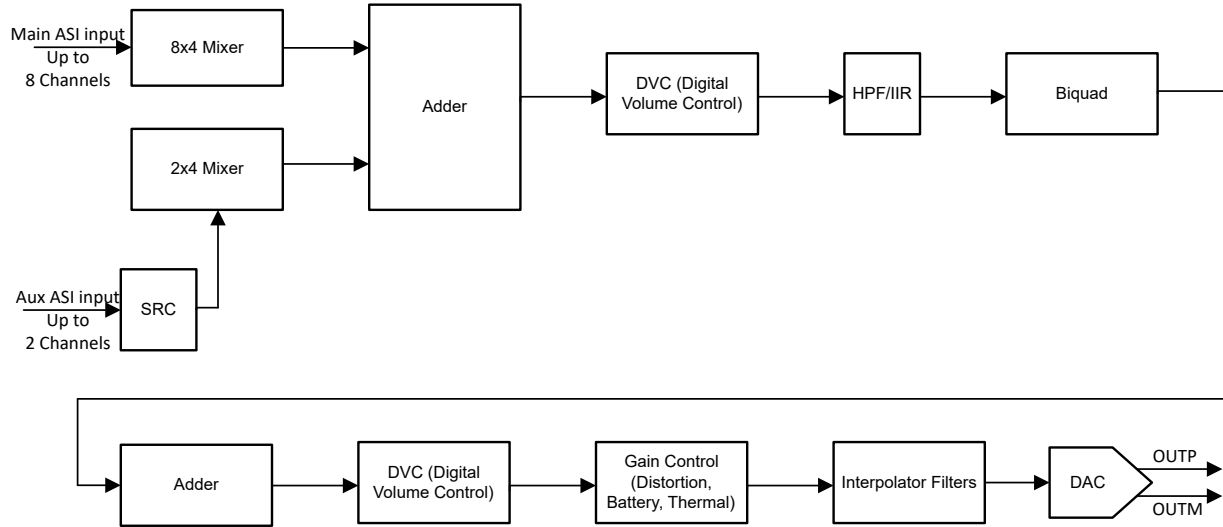 Main ASI input
Up to
8 Channels
8x4 Mixer
Adder
DVC (Digital
Volume Control)
HPF/IIR
Biquad
2x4 Mixer
Aux ASI input
Up to
2 Channels
SRC
Adder
DVC (Digital
Volume Control)
Gain Control
(Distortion,
Battery, Thermal)
Interpolator Filters
DAC
OUTP
OUTM